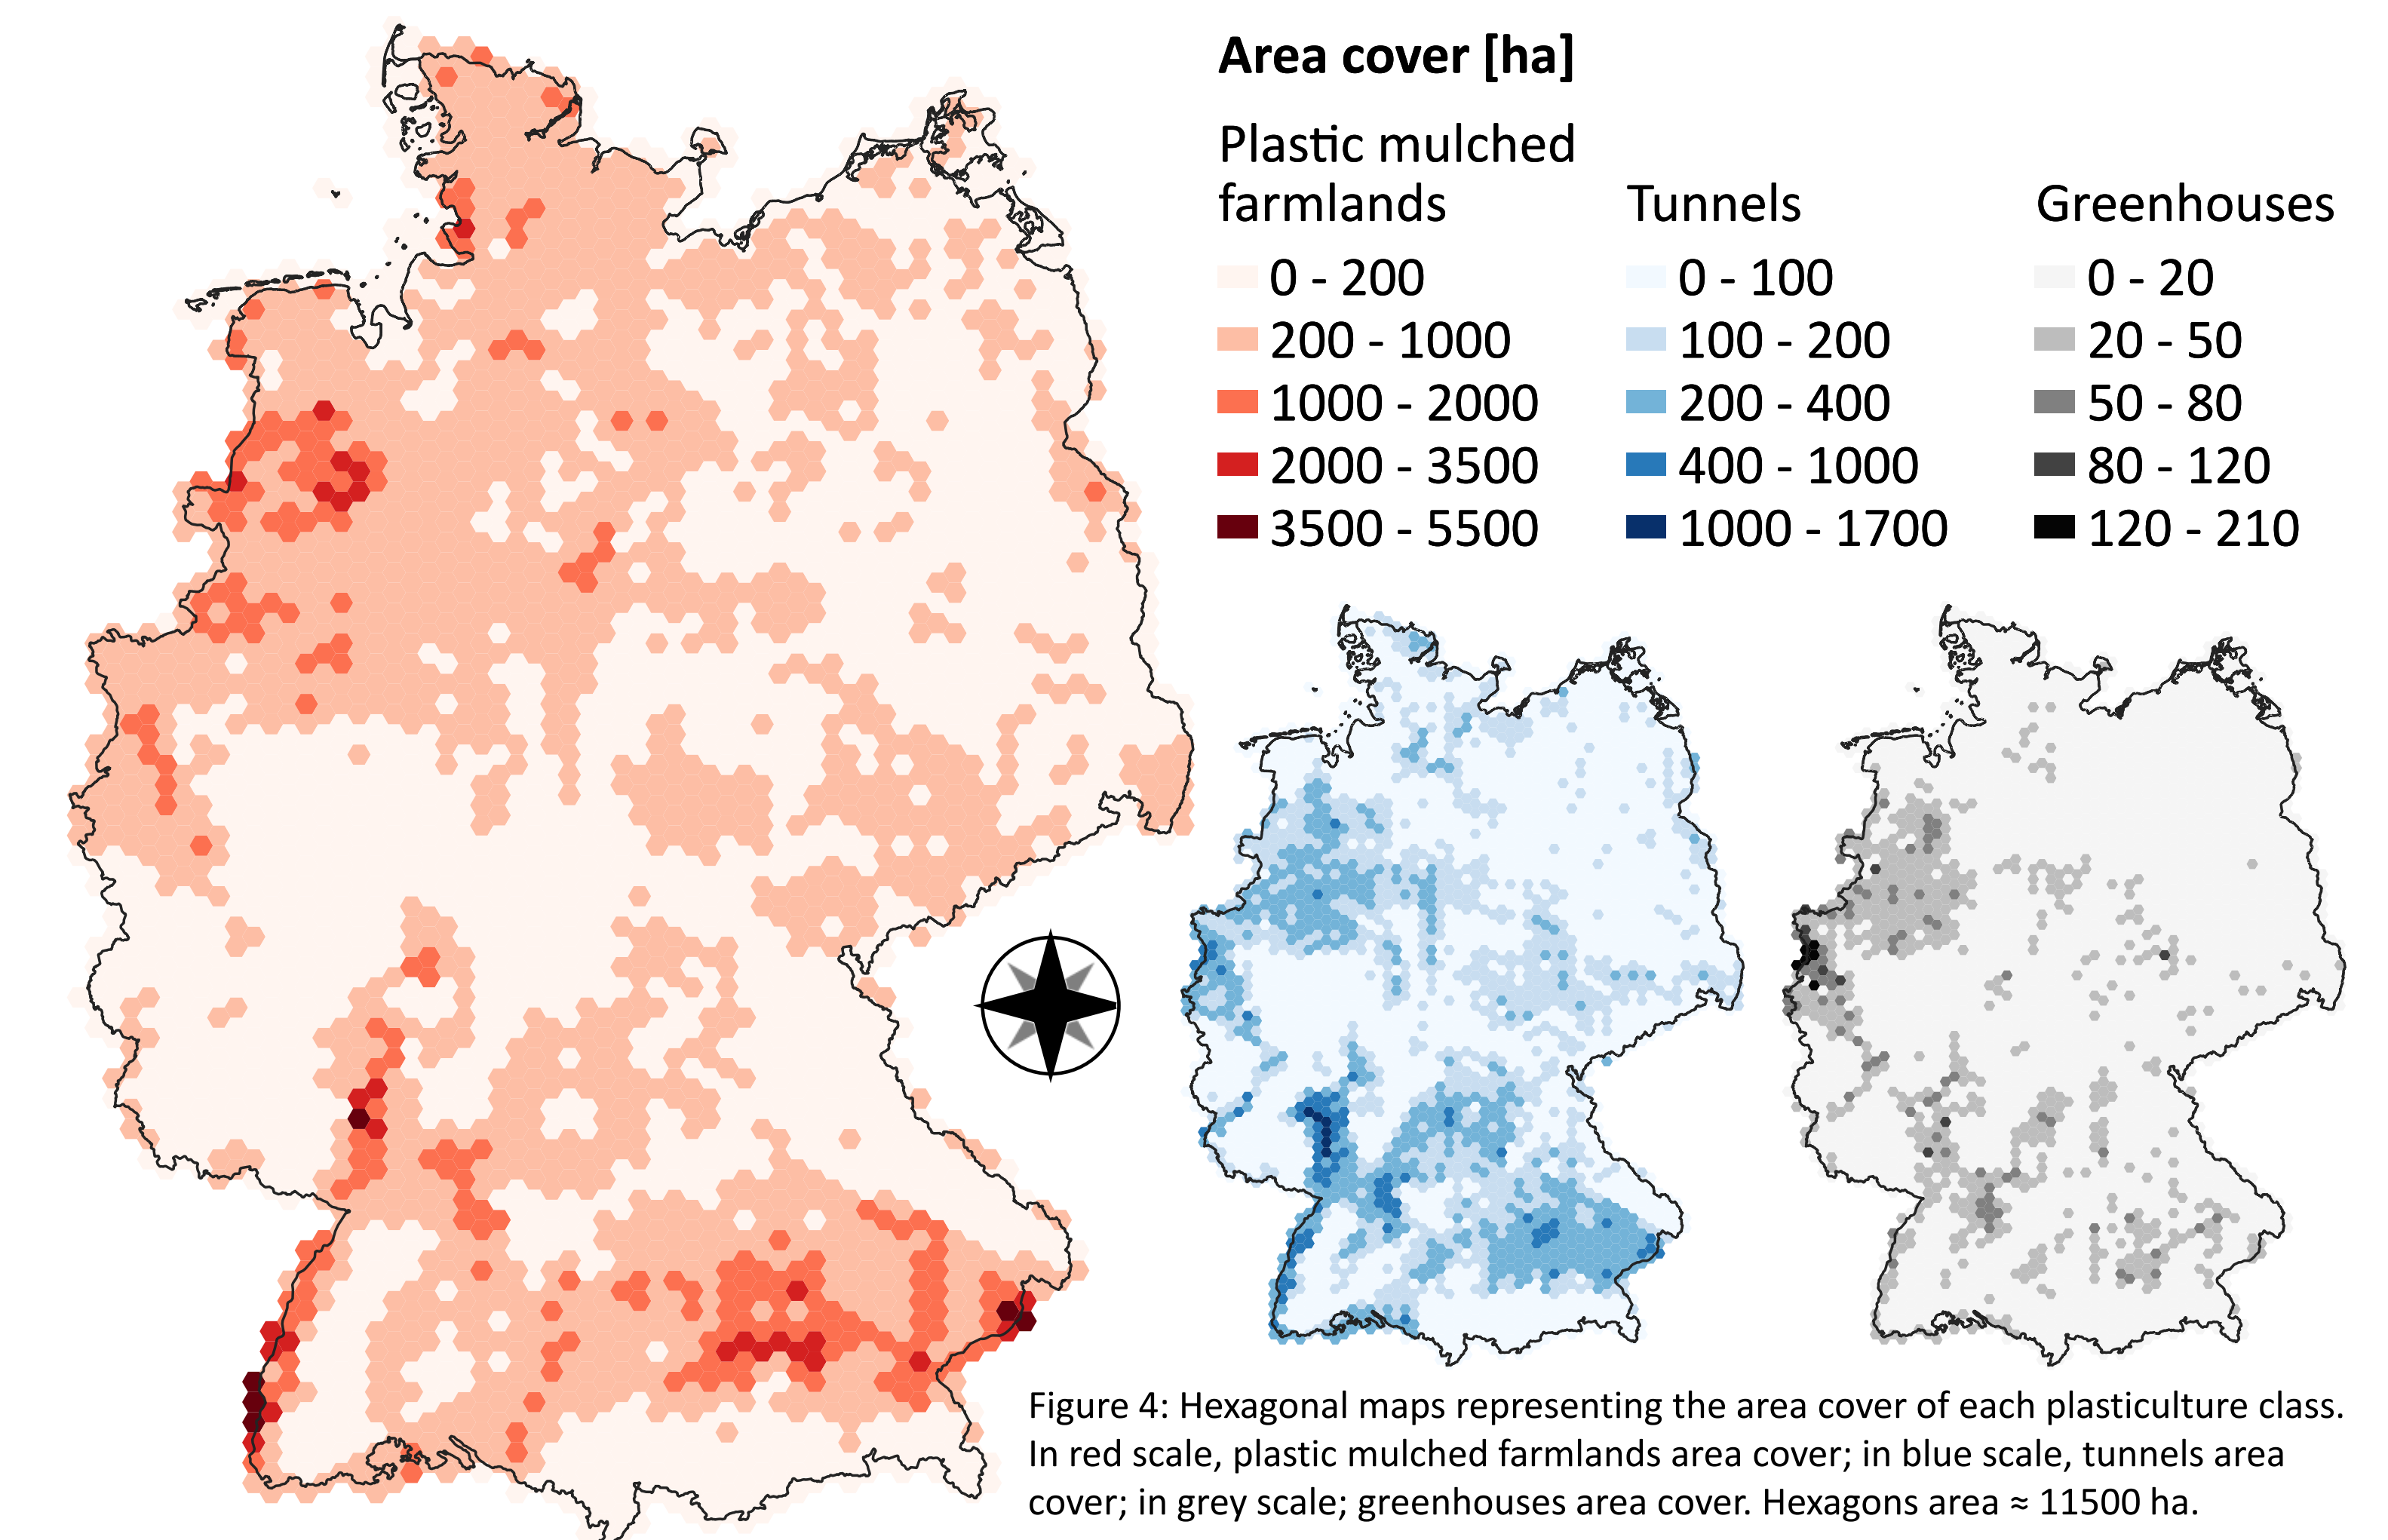 Area cover [ha]
Plastic mulched
farmlands
0 - 200
200 - 1000
1000 - 2000
2000 - 3500
3500 - 5500
Tunnels
0 - 100
100 - 200
200 - 400
400 - 1000
1000 - 1700
Greenhouses
0 - 20
20 - 50
50 - 80
80 - 120
120 - 210
Figure 4: Hexagonal maps representing the area cover of each plasticulture class.
In red scale, plastic mulched farmlands area cover; in blue scale, tunnels area
cover; in grey scale; greenhouses area cover. Hexagons area ≈ 11500 ha.